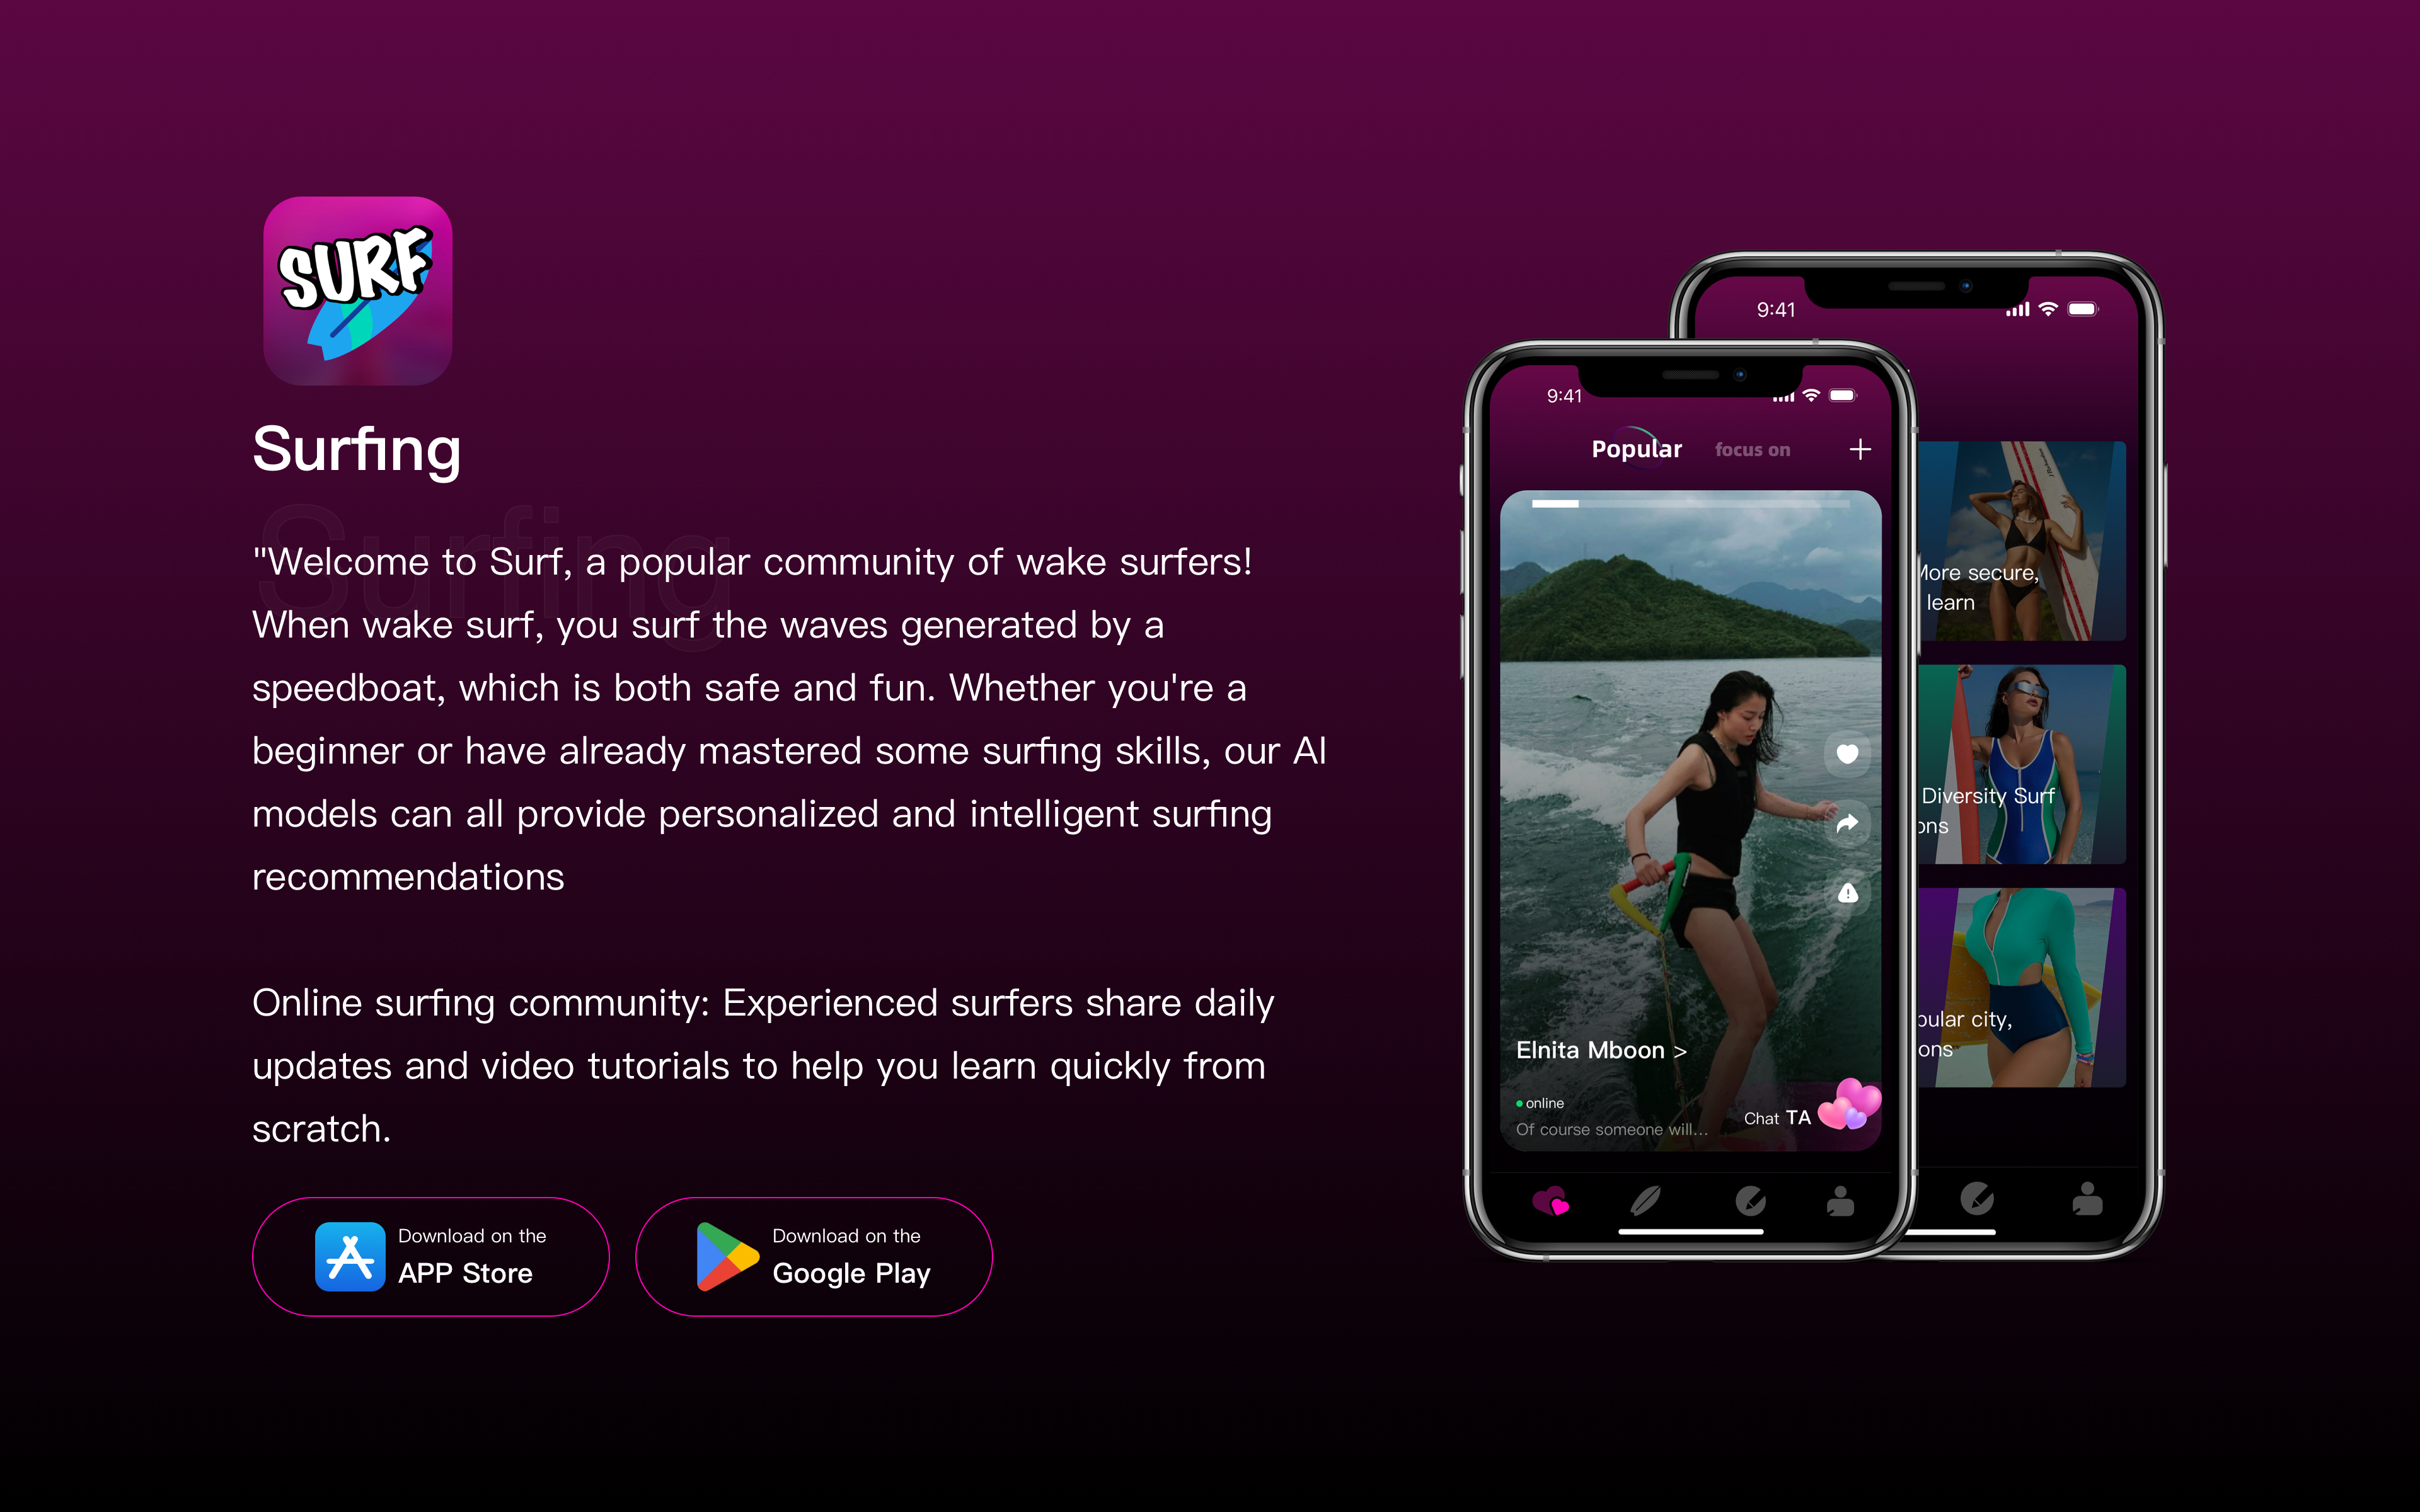 SURF
Surfing
Surfing
"Welcome to Surf, a popular community of wake surfers!
When wake surf, you surf the waves generated by a
speedboat, which is both safe and fun. Whether you're a
beginner or have already mastered some surfing skills, our AI
models can all provide personalized and intelligent surfing
recommendations
Online surfing community: Experienced surfers share daily
updates and video tutorials to help you learn quickly from
scratch.
Download on the
APP Store
Download on the
Google Play
9:41
Popular focus on
Elnita Mboon >
online
Of course someone will...
Chat TA
9:41
More secure,
learn
Diversity Surf
ons
pular city,
ons